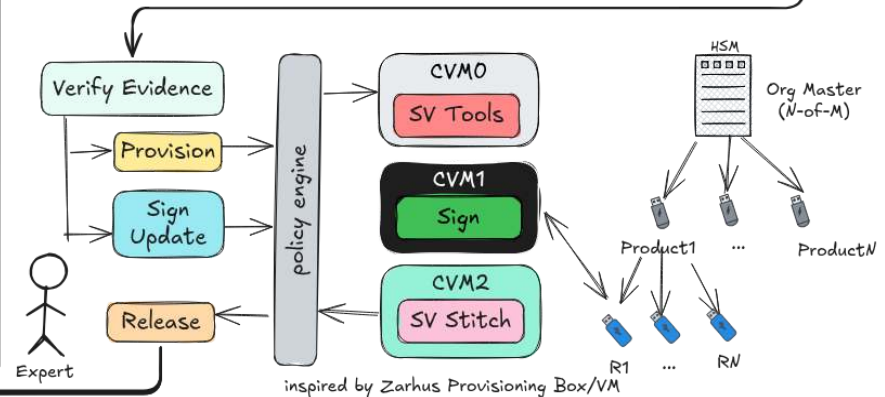 Verify Evidence
Provision
Sign
Update
Release
Expert
policy engine
CVM0
SV Tools
CVM1
Sign
CVM2
SV Stitch
inspired by Zarhus Provisioning Box/VM
HSM
Org Master
(N-of-M)
Product1
...
ProductN
R1
...
RN